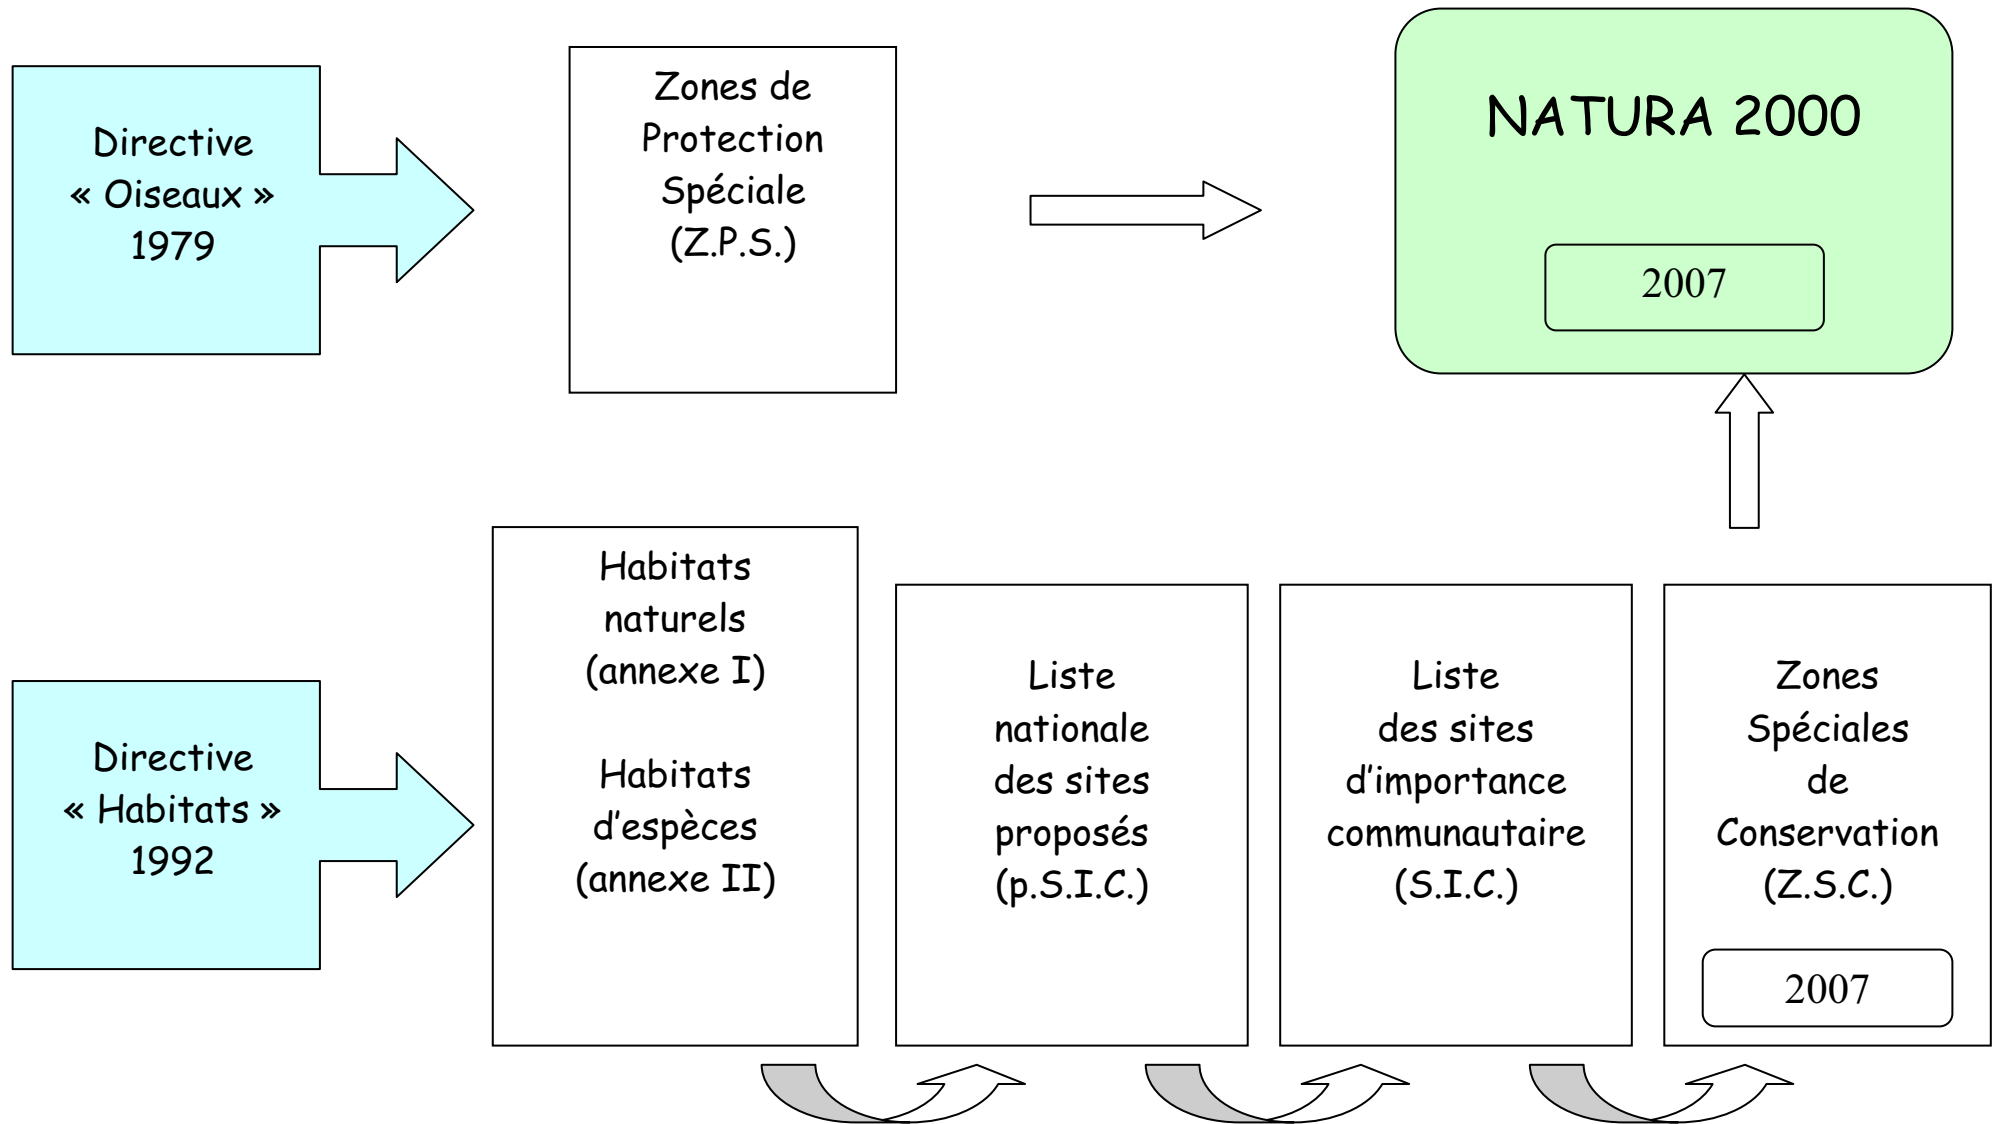 Directive
« Oiseaux »
1979
Zones de
Protection
Spéciale
(Z.P.S.)
NATURA 2000
2007
Directive
« Habitats »
1992
Habitats
naturels
(annexe I)
Habitats
d’espèces
(annexe II)
Liste
nationale
des sites
proposés
(p.S.I.C.)
Liste
des sites
d’importance
communautaire
(S.I.C.)
Zones
Spéciales
de
Conservation
(Z.S.C.)
2007